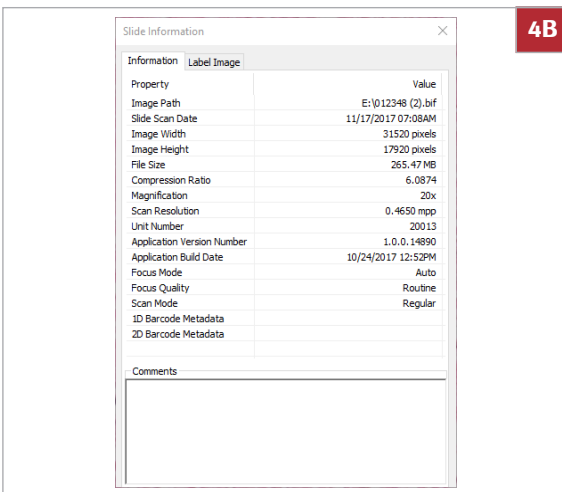 Slide Information
4B
Information Label Image
Property Value
Image Path E:\012348 (2).bif
Slide Scan Date 11/17/2017 07:08AM
Image Width 31520 pixels
Image Height 17920 pixels
File Size 265.47 MB
Compression Ratio 6.0874
Magnification 20x
Scan Resolution 0.4650 mpp
Unit Number 20013
Application Version Number 1.0.0.14890
Application Build Date 10/24/2017 12:52PM
Focus Mode Auto
Focus Quality Routine
Scan Mode Regular
1D Barcode Metadata
2D Barcode Metadata
Comments